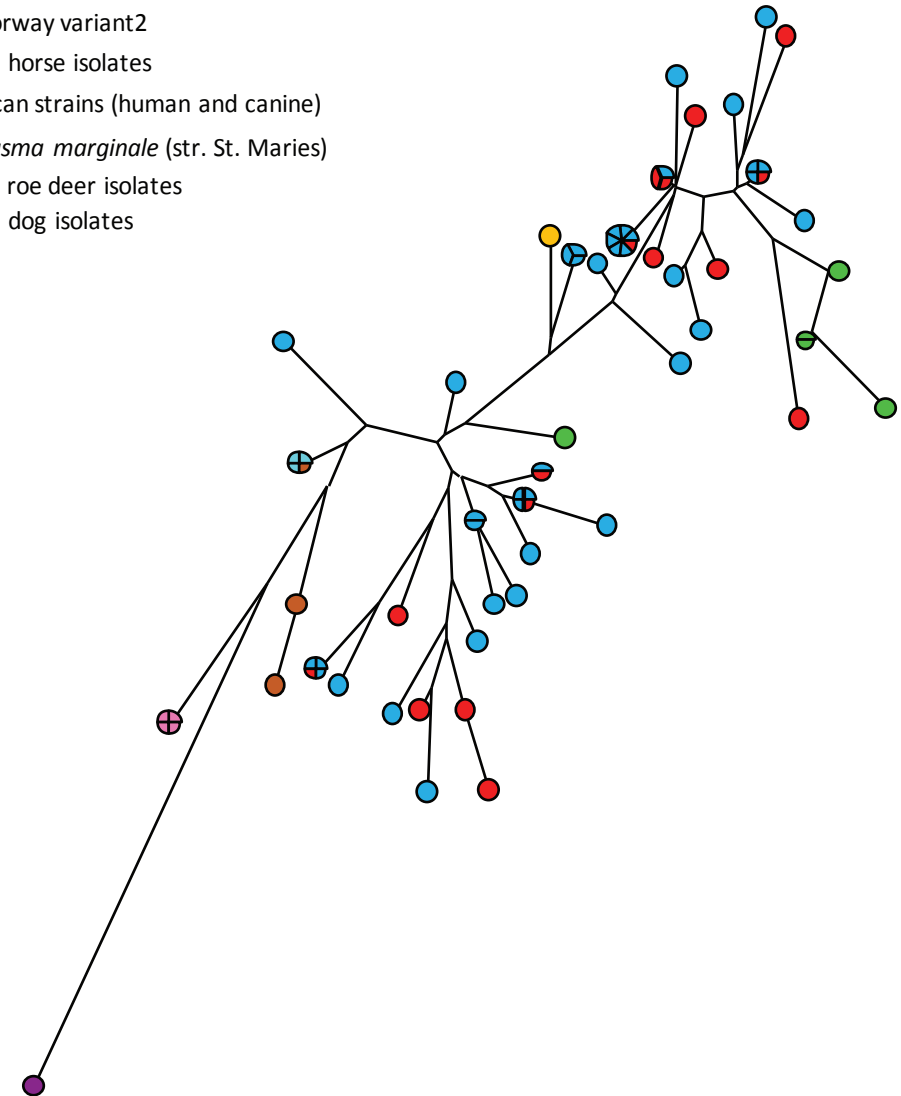 orway variant2
horse isolates
can strains (human and canine)
sma marginale (str. St. Maries)
roe deer isolates
dog isolates